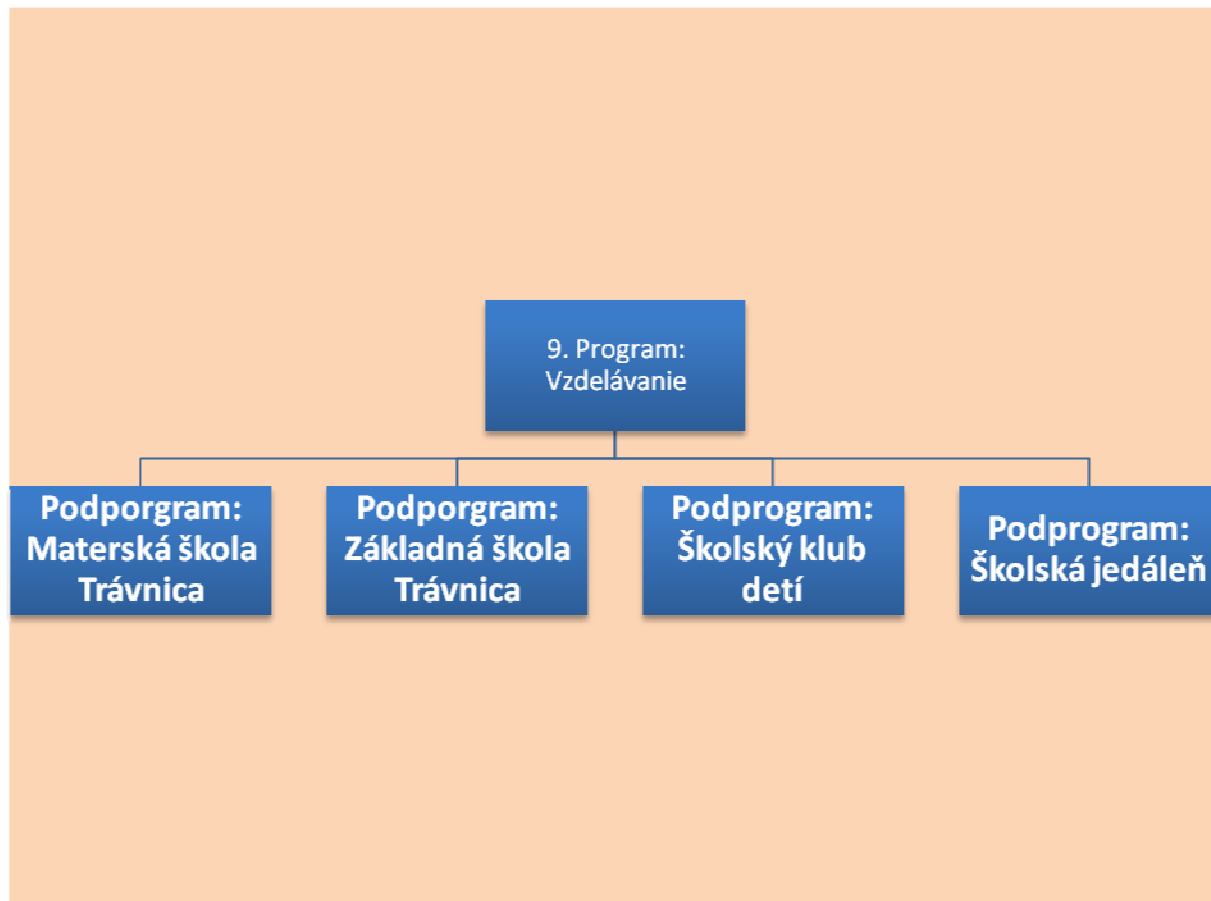 9. Program:
Vzdelávanie
Podporgram:
Materská škola
Trávnica
Podporgram:
Základná škola
Trávnica
Podprogram:
Školský klub
detí
Podprogram:
Školská jedáleň